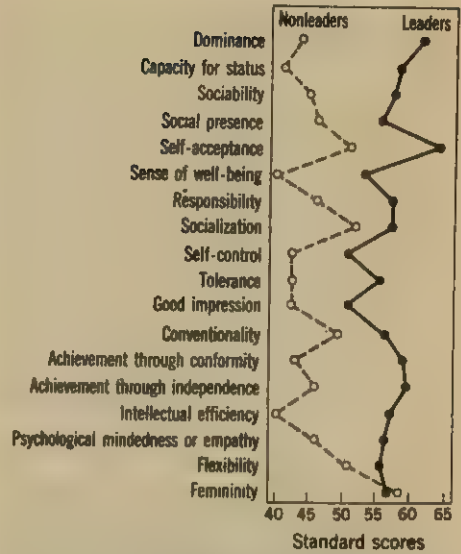 Nonleaders Leaders
Dominance
Capacity for status
Sociability
Social presence
Self-acceptance
Sense of well-being
Responsibility
Socialization
Self-control
Tolerance
Good impression
Conventionality
Achievement through conformity
Achievement through independence
Intellectual efficiency
Psychological mindedness or empathy
Flexibility
Femininity
40 45 50 55 60 65
Standard scores